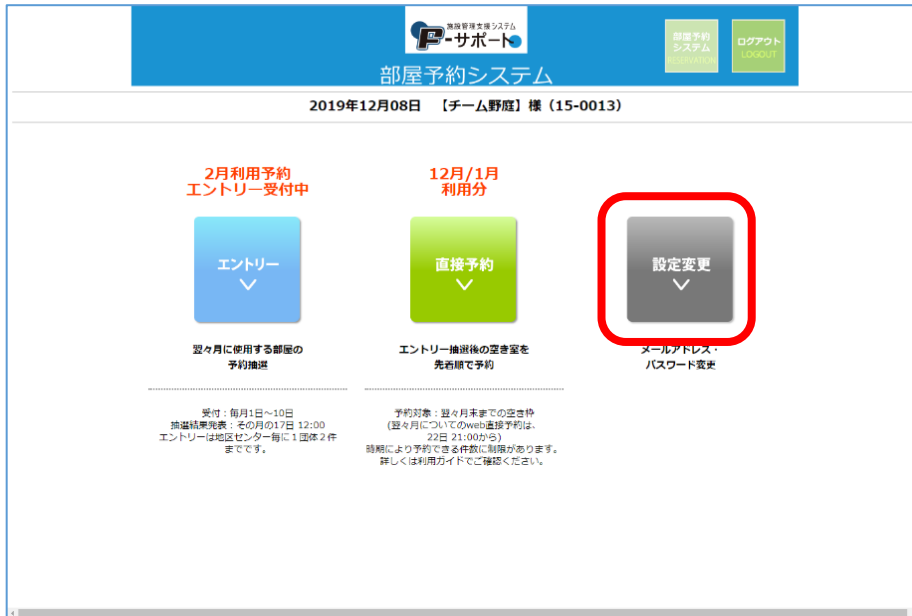 施設管理支援システム
P-サポート
部屋予約
システム
RESERVATION
ログアウト
LOGOUT
部屋予約システム
2019年12月08日 【チーム野庭】様（15-0013）
2月利用予約
エントリー受付中
エントリー
翌々月に使用する部屋の
予約抽選
受付：毎月1日～10日
抽選結果発表：その月の17日 12:00
エントリーは地区センター毎に１団体２件
までです。
12月/1月
利用分
直接予約
エントリー抽選後の空き室を
先着順で予約
予約対象：翌々月末までの空き枠
(翌々月についてのweb直接予約は、
22日 21:00から)
時期により予約できる件数に制限があります。
詳しくは利用ガイドでご確認ください。
設定変更
メールアドレス・
パスワード変更